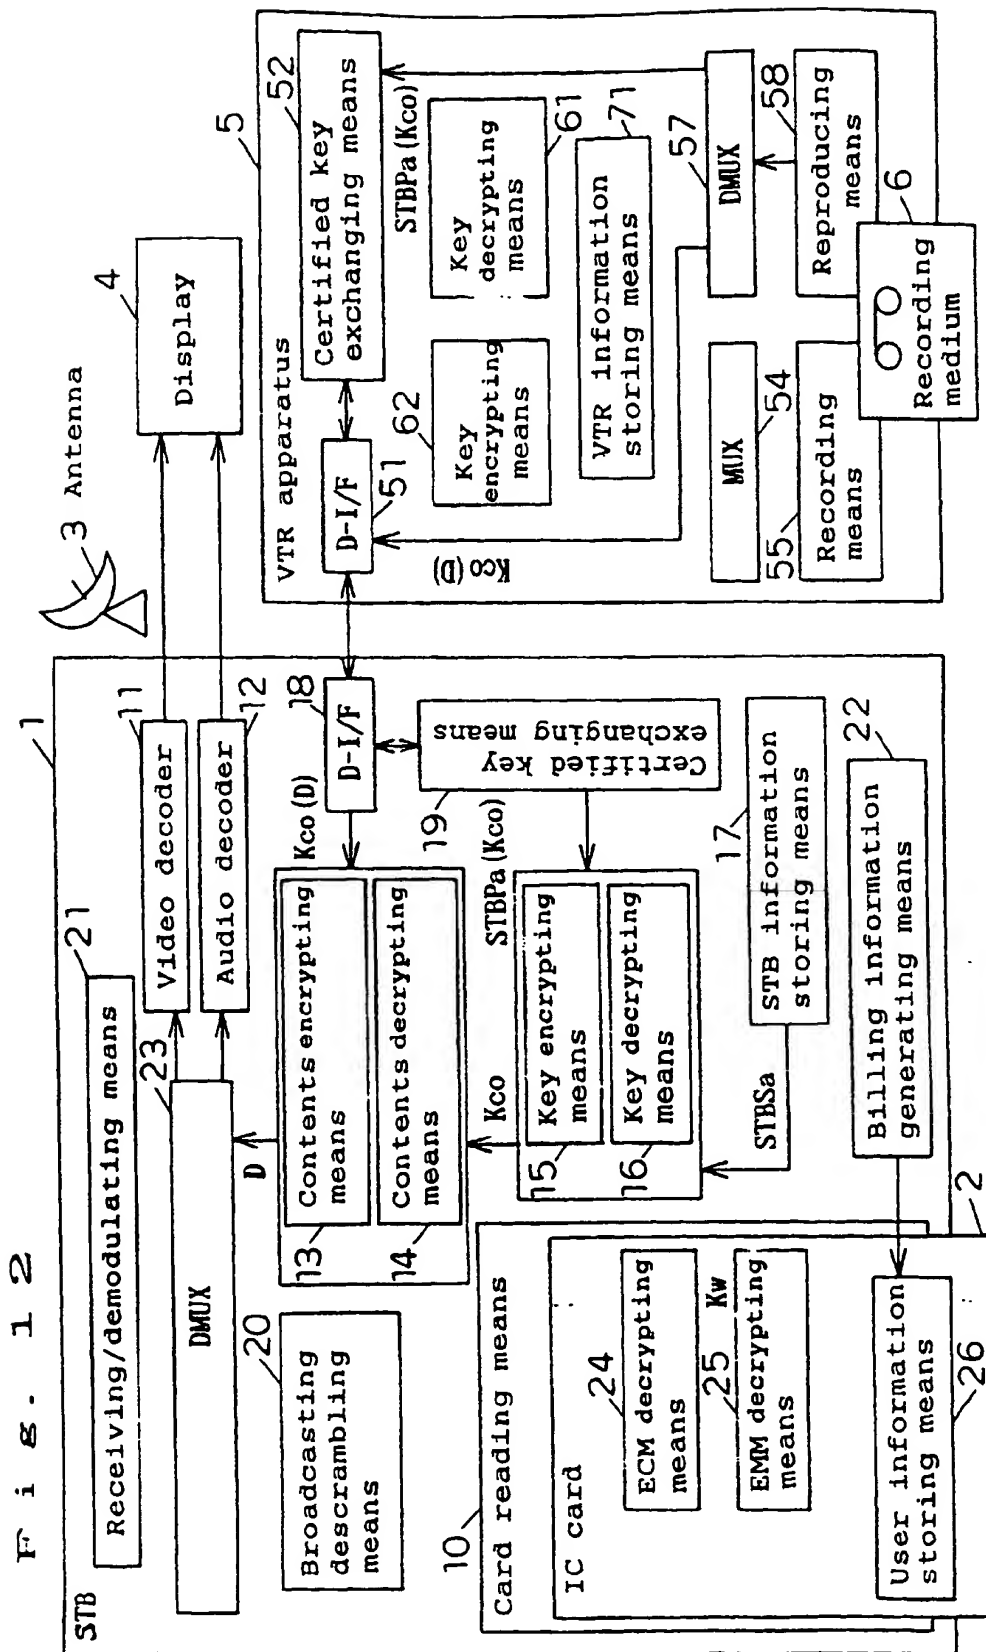 Fig. 12
STB
1
21
Receiving/demodulating means
3 Antenna
4
Display
23
DMUX
11
Video decoder
Audio decoder
12
D
20
Broadcasting
descrambling
means
Contents encrypting
means
13
Contents decrypting
means
14
Kco(D)
18
D-I/F
Kco
STBPa(Kco)
19
Certified key
exchanging means
Key encrypting
means
15
Key decrypting
means
16
STBSa
17
STB information
storing means
22
Billing information
generating means
10
Card reading means
IC card
2
24
ECM decrypting
means
Kw
25
EMM decrypting
means
User information
storing means
26
5
VTR apparatus
52
Certified key
exchanging means
D-I/F
51
STBPa(Kco)
Kco(D)
62
Key
encrypting
means
Key
decrypting
means
61
VTR information
storing means
71
MUX
54
DMUX
57
55
Recording
means
Reproducing
means
58
6
Recording
medium